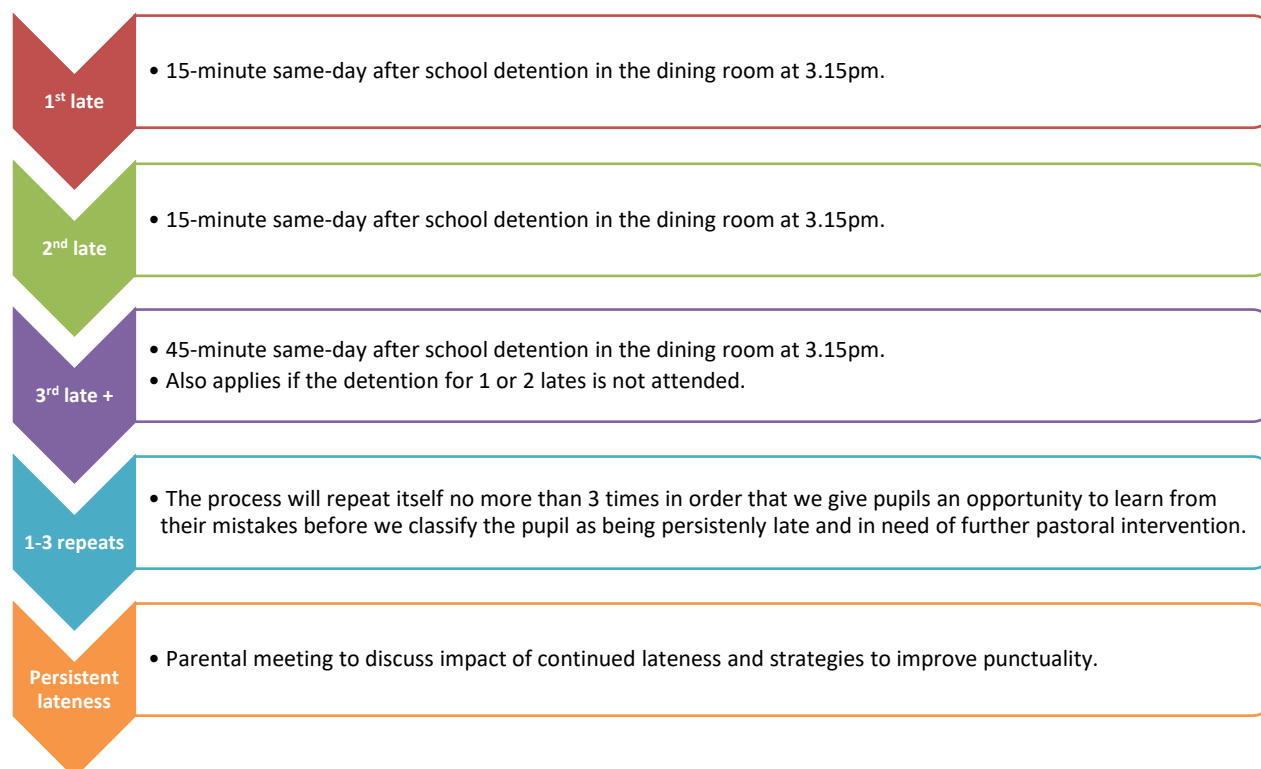 1st late
• 15-minute same-day after school detention in the dining room at 3.15pm.
2nd late
• 15-minute same-day after school detention in the dining room at 3.15pm.
3rd late +
• 45-minute same-day after school detention in the dining room at 3.15pm.
• Also applies if the detention for 1 or 2 lates is not attended.
1-3 repeats
• The process will repeat itself no more than 3 times in order that we give pupils an opportunity to learn from
their mistakes before we classify the pupil as being persistenly late and in need of further pastoral intervention.
Persistent
lateness
• Parental meeting to discuss impact of continued lateness and strategies to improve punctuality.